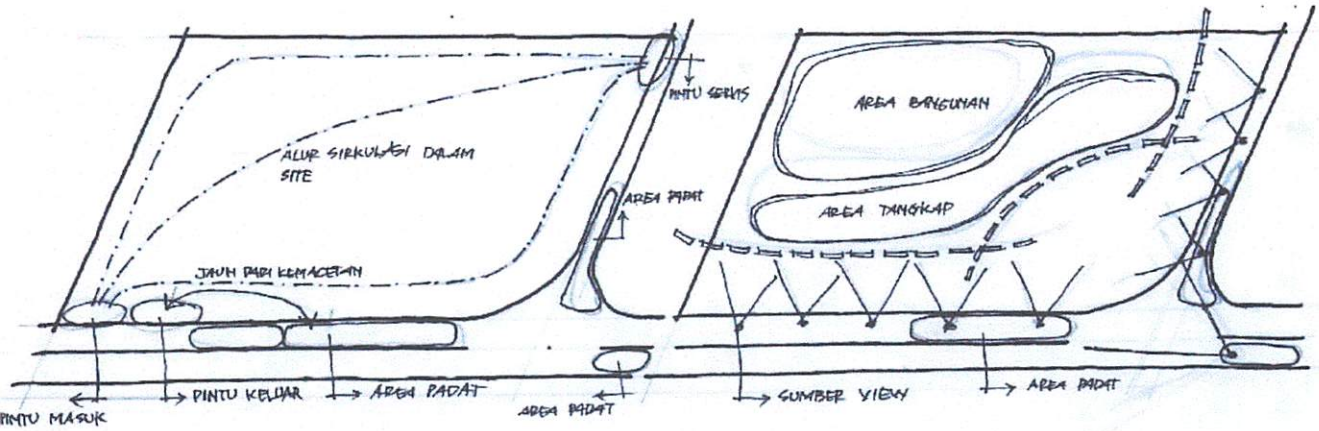 PINTU SERVIS
ALUR SIRKULASI DALAM
SITE
AREA PADAT
JAUH DARI KEMACETAN
PINTU MASUK
PINTU KELUAR
AREA PADAT
AREA PADAT
AREA BANGUNAN
AREA TANGKAP
SUMBER VIEW
AREA PADAT